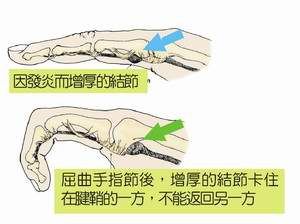 因發炎而增厚的結節
屈曲手指節後，增厚的結節卡住
在腱鞘的一方，不能返回另一方